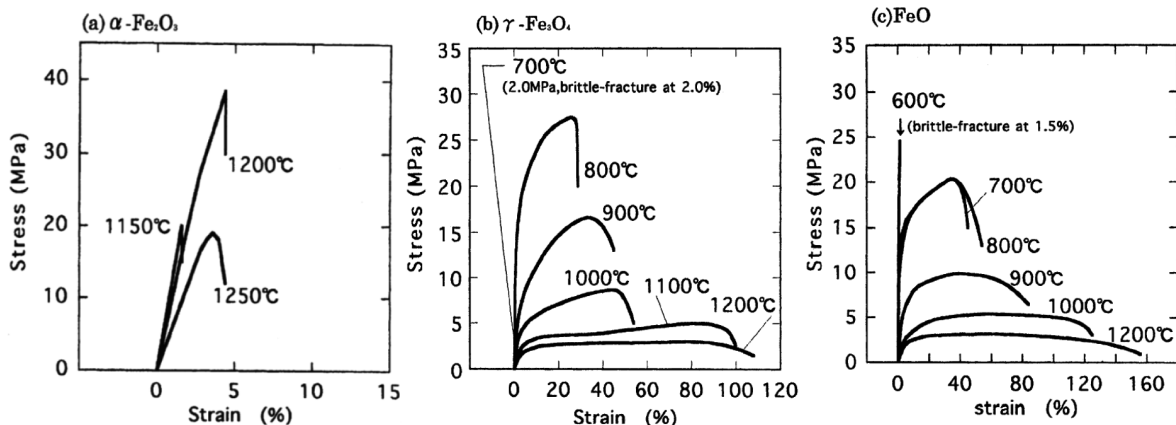 (a) α-Fe₂O₃
Stress (MPa)
40
30
20
10
0
1200℃
1150℃
1250℃
0 5 10 15
Strain (%)
(b) γ-Fe₃O₄
Stress (MPa)
35
30
25
20
15
10
5
0
700℃
(2.0MPa,brittle-fracture at 2.0%)
800℃
900℃
1000℃
1100℃
1200℃
0 20 40 60 80 100 120
Strain (%)
(c)FeO
Stress (MPa)
35
30
25
20
15
10
5
0
600℃
(brittle-fracture at 1.5%)
700℃
800℃
900℃
1000℃
1200℃
0 40 80 120 160
strain (%)